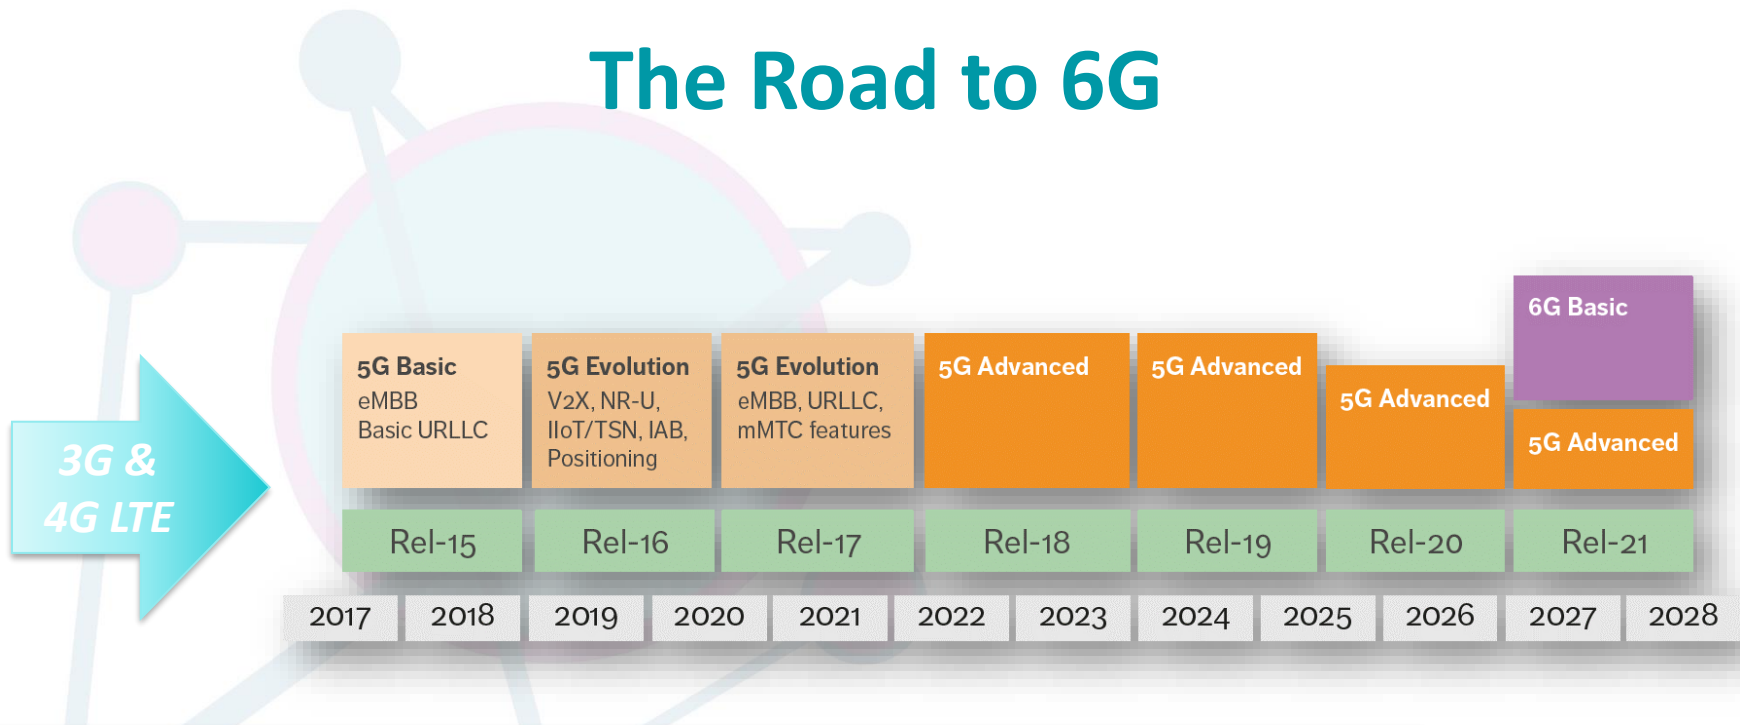 The Road to 6G
3G &
4G LTE
5G Basic
eMBB
Basic URLLC
5G Evolution
V2X, NR-U,
IIoT/TSN, IAB,
Positioning
5G Evolution
eMBB, URLLC,
mMTC features
5G Advanced
5G Advanced
5G Advanced
6G Basic
5G Advanced
Rel-15
Rel-16
Rel-17
Rel-18
Rel-19
Rel-20
Rel-21
2017
2018
2019
2020
2021
2022
2023
2024
2025
2026
2027
2028